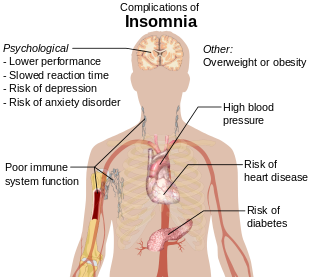 Complications of
Insomnia
Psychological
- Lower performance
- Slowed reaction time
- Risk of depression
- Risk of anxiety disorder
Other:
Overweight or obesity
High blood
pressure
Poor immune
system function
Risk of
heart disease
Risk of
diabetes